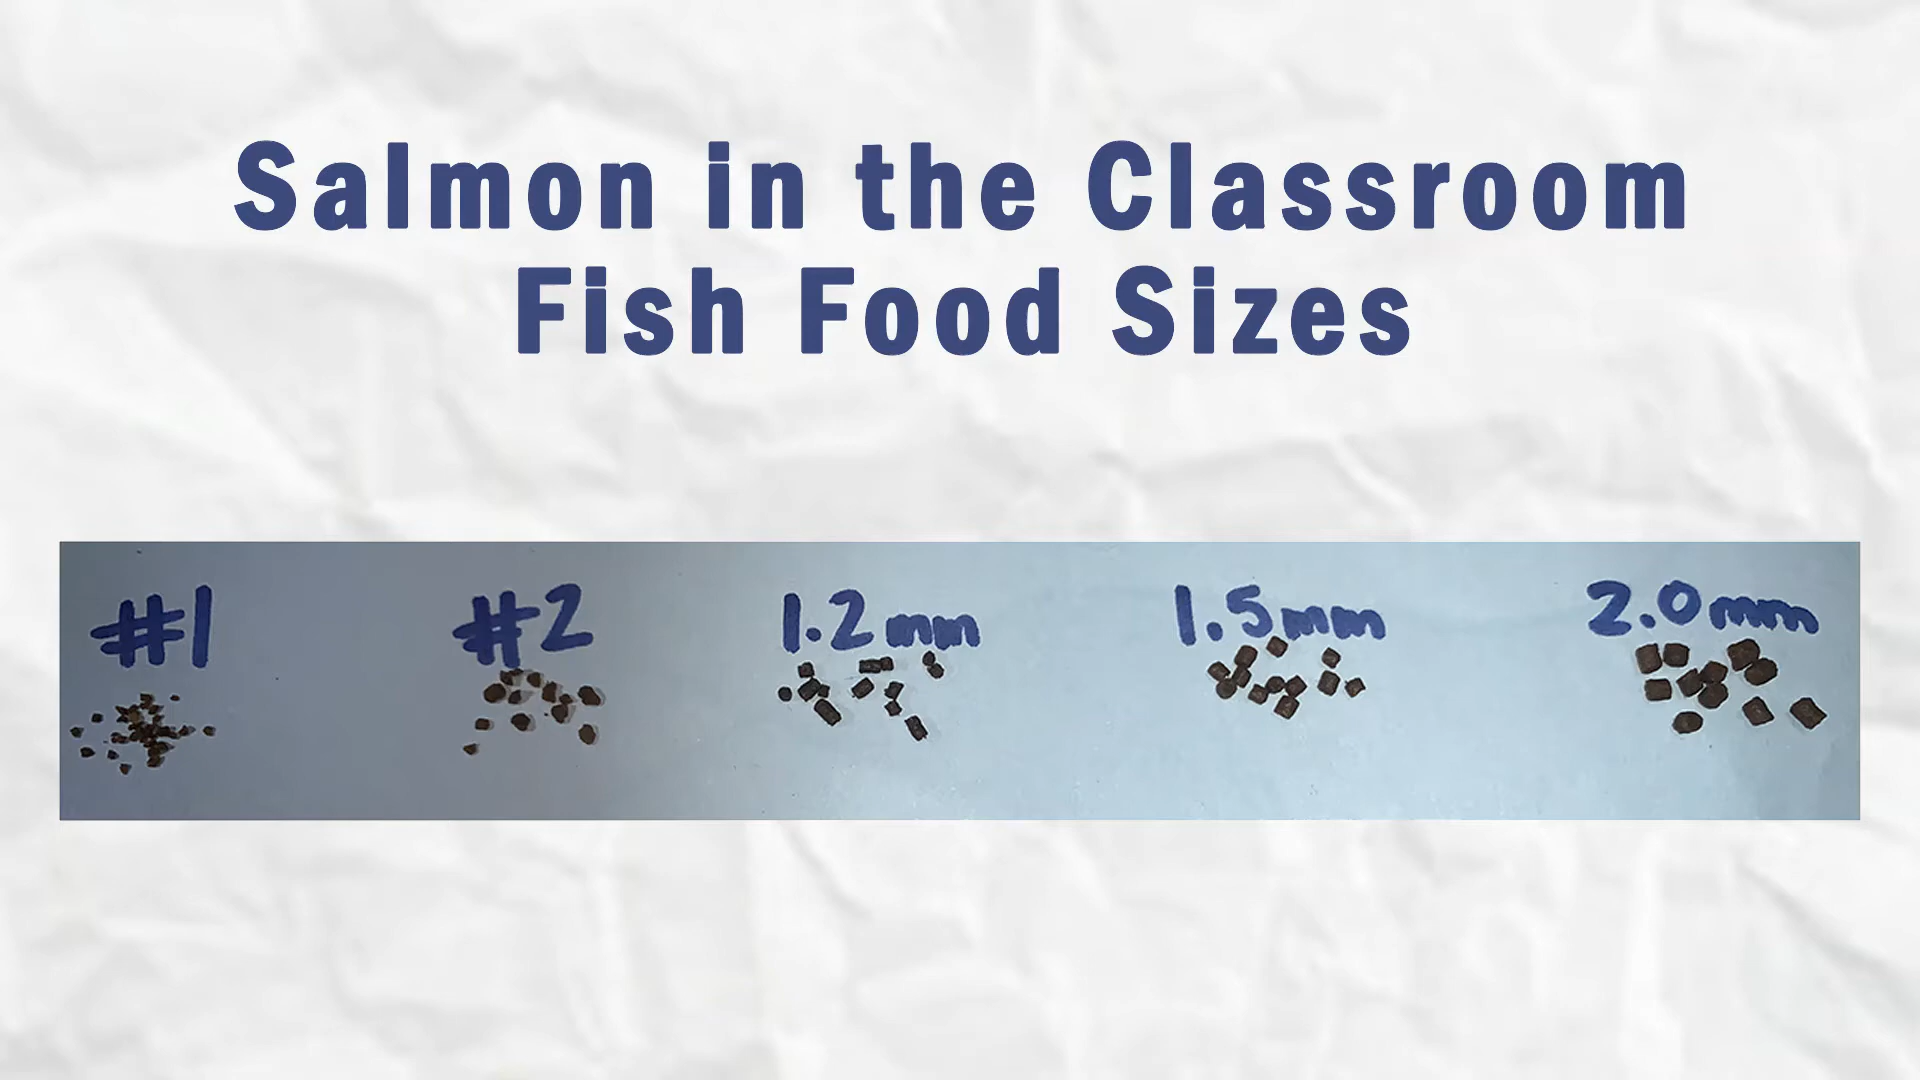 Salmon in the Classroom
Fish Food Sizes
#1 #2 1.2mm 1.5mm 2.0mm